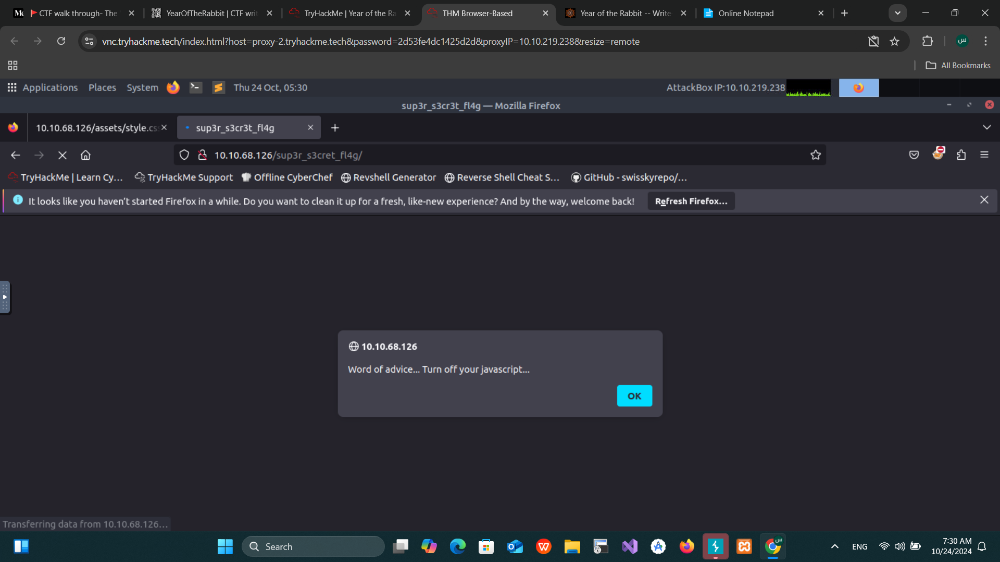 CTF walk through- The
YearOfTheRabbit | CTF writ
TryHackMe | Year of the Ra
THM Browser-Based
Year of the Rabbit -- Write
Online Notepad
vnc.tryhackme.tech/index.html?host=proxy-2.tryhackme.tech&password=2d53fe4dc1425d2d&proxyIP=10.10.219.238&resize=remote
س
All Bookmarks
Applications Places System Thu 24 Oct, 05:30 AttackBox IP:10.10.219.238
sup3r_s3cr3t_fl4g — Mozilla Firefox
10.10.68.126/assets/style.cs
sup3r_s3cr3t_fl4g
10.10.68.126/sup3r_s3cret_fl4g/
TryHackMe | Learn Cy... TryHackMe Support Offline CyberChef Revshell Generator Reverse Shell Cheat S... GitHub - swisskyrepo/...
It looks like you haven't started Firefox in a while. Do you want to clean it up for a fresh, like-new experience? And by the way, welcome back! Refresh Firefox...
10.10.68.126
Word of advice... Turn off your javascript...
OK
Transferring data from 10.10.68.126...
Search
ENG
7:30 AM
10/24/2024